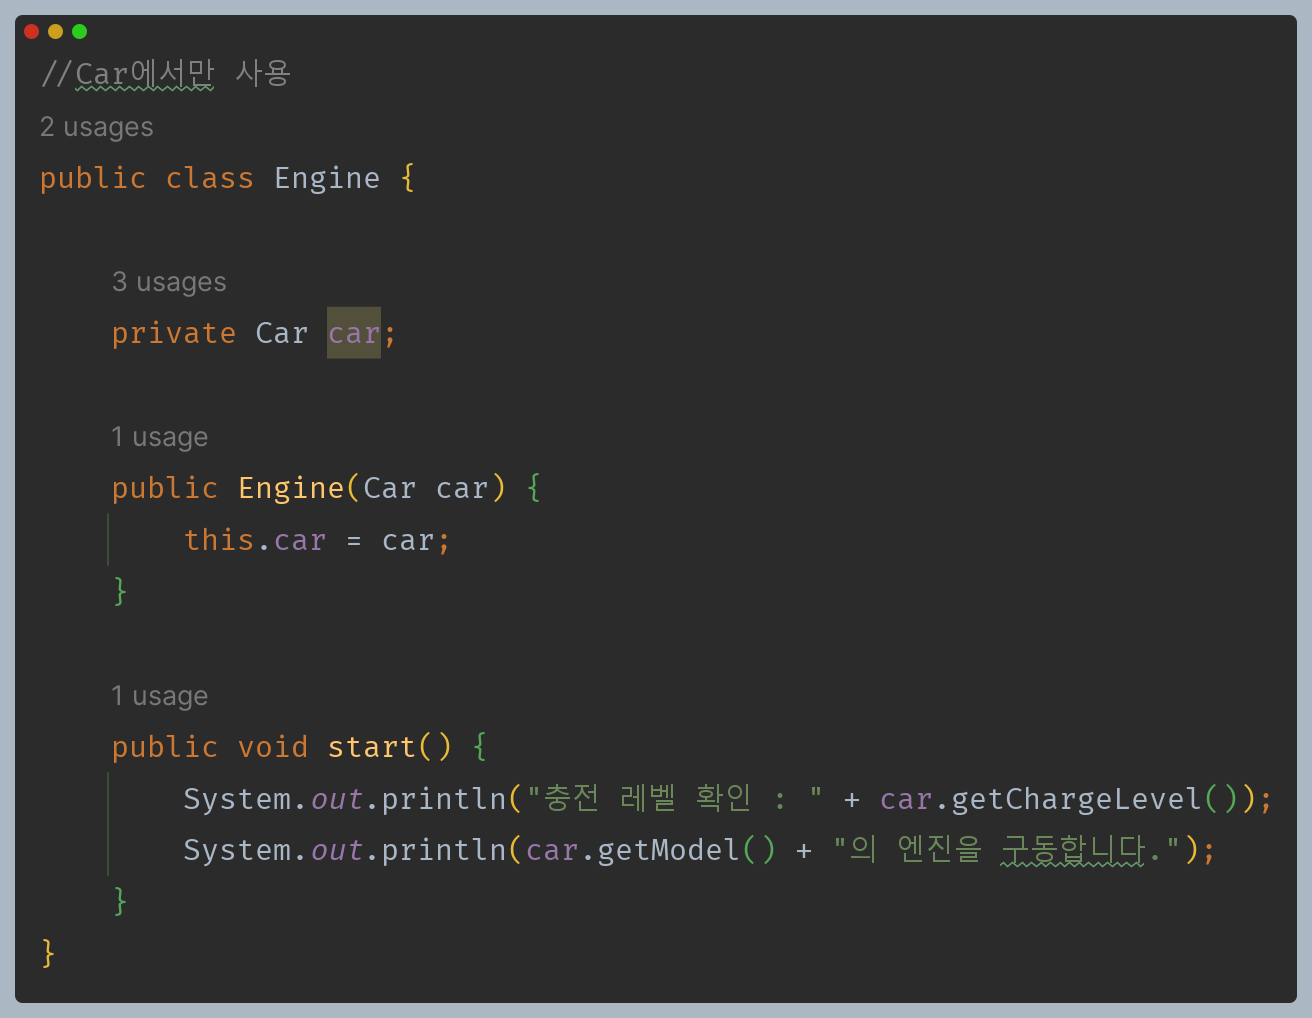 //Car에서만 사용
2 usages
public class Engine {
3 usages
private Car car;
1 usage
public Engine(Car car) {
this.car = car;
}
1 usage
public void start() {
System.out.println("충전 레벨 확인 : " + car.getChargeLevel());
System.out.println(car.getModel() + "의 엔진을 구동합니다.");
}
}